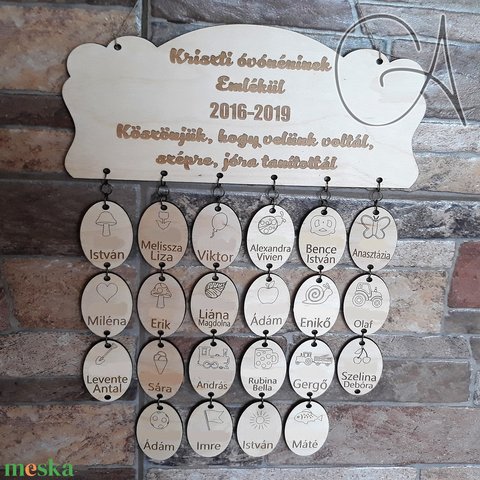 Kriszti óvónéninek
Emlékül
2016-2019
Köszönjük, hogy velünk voltál,
szépre, jóra tanítottál
István
Melissza
Liza
Viktor
Alexandra
Vivien
Bence
István
Anasztázia
Miléna
Erik
Liána
Magdolna
Ádám
Enikő
Olaf
Levente
Antal
Sára
András
Rubina
Bella
Gergő
Szelina
Debóra
Ádám
Imre
István
Máté
meska